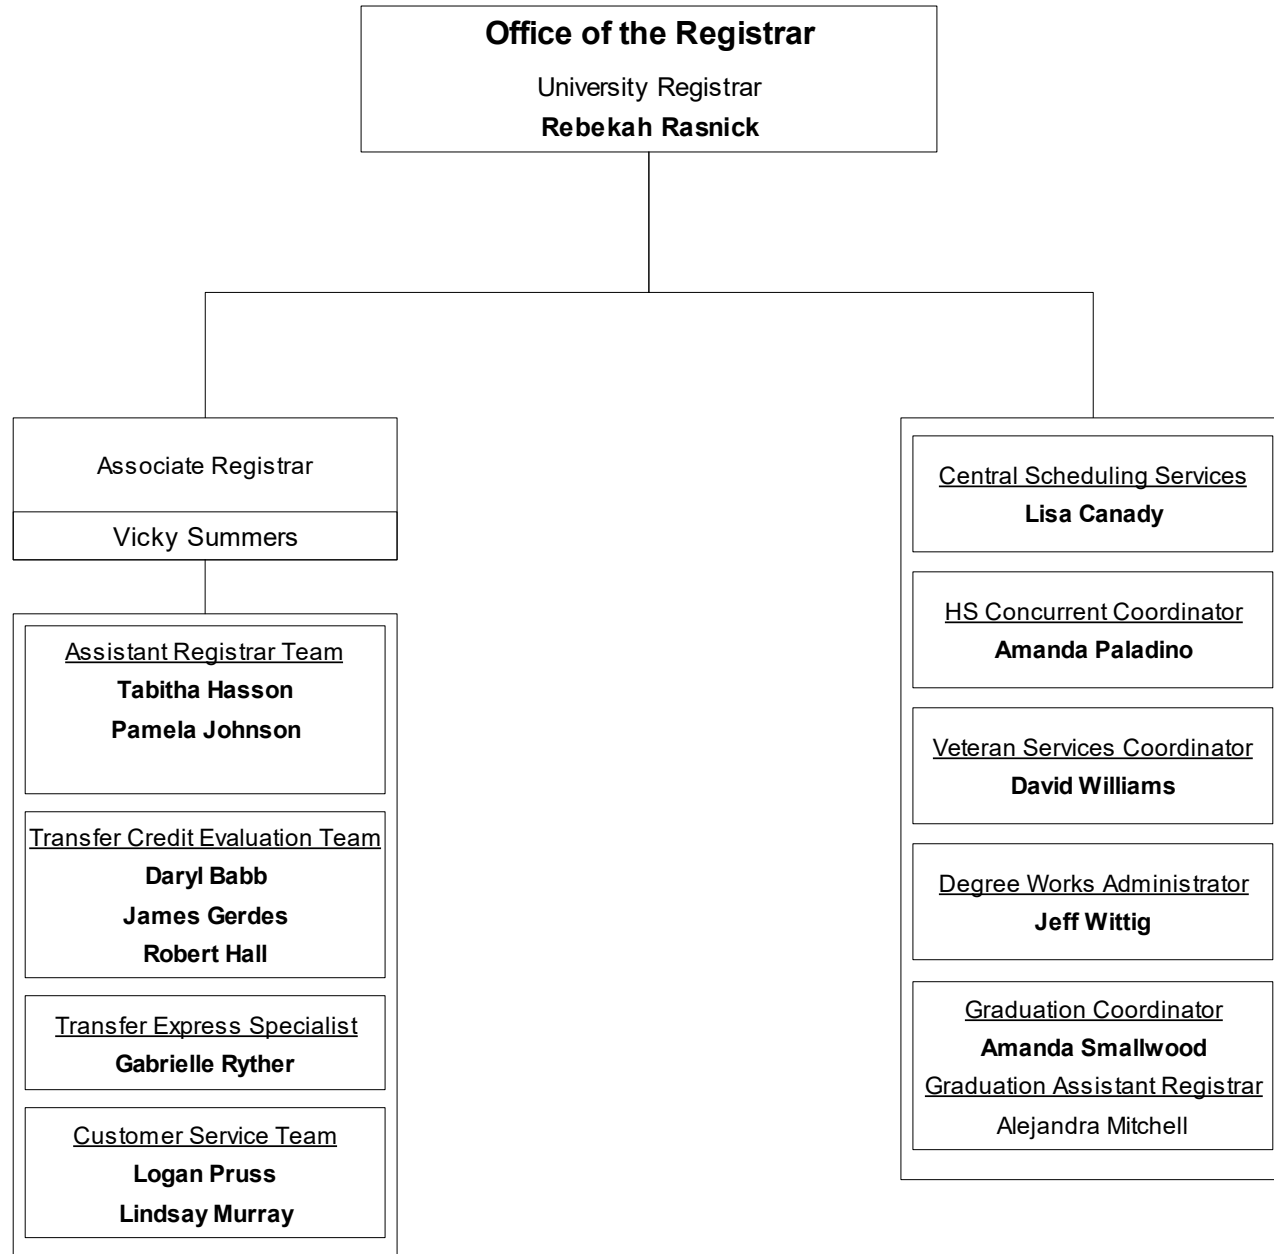 Office of the Registrar
University Registrar
Rebekah Rasnick
Associate Registrar
Vicky Summers
Assistant Registrar Team
Tabitha Hasson
Pamela Johnson
Transfer Credit Evaluation Team
Daryl Babb
James Gerdes
Robert Hall
Transfer Express Specialist
Gabrielle Ryther
Customer Service Team
Logan Pruss
Lindsay Murray
Central Scheduling Services
Lisa Canady
HS Concurrent Coordinator
Amanda Paladino
Veteran Services Coordinator
David Williams
Degree Works Administrator
Jeff Wittig
Graduation Coordinator
Amanda Smallwood
Graduation Assistant Registrar
Alejandra Mitchell